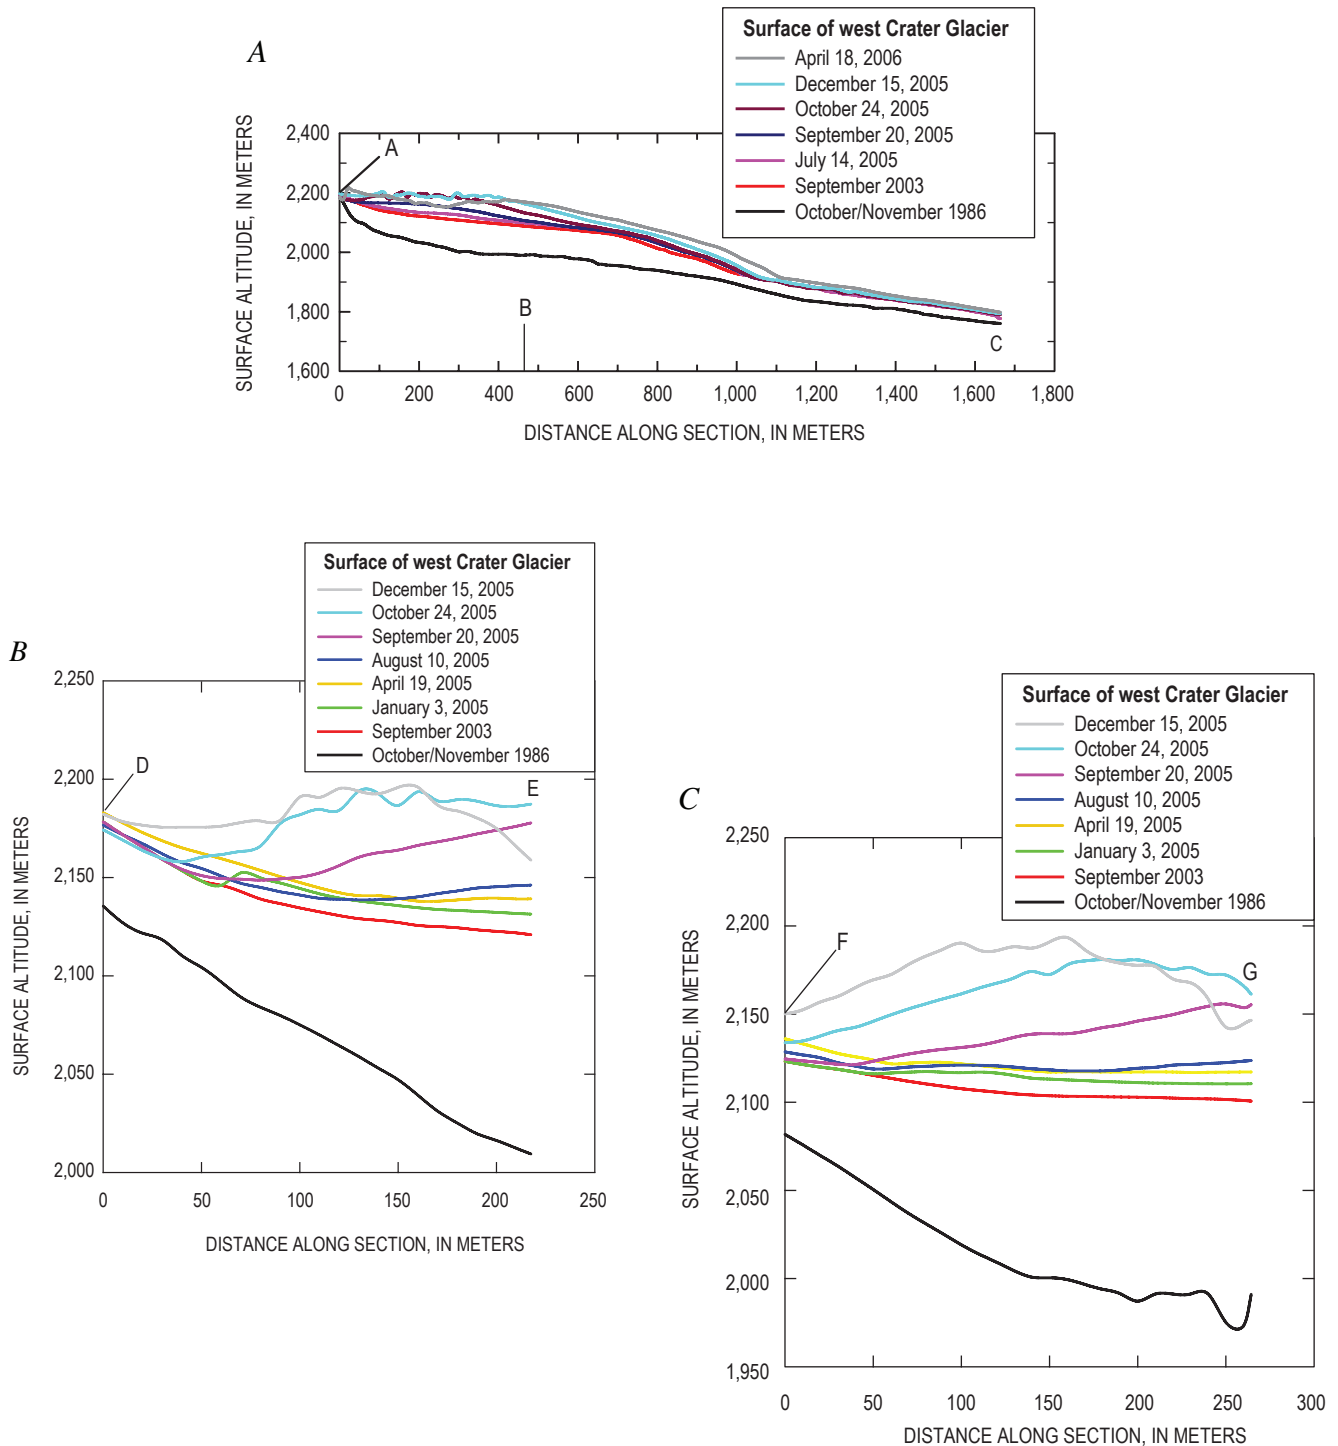 A
Surface of west Crater Glacier
April 18, 2006
December 15, 2005
October 24, 2005
September 20, 2005
July 14, 2005
September 2003
October/November 1986
SURFACE ALTITUDE, IN METERS
2,400
2,200
2,000
1,800
1,600
A
B
C
0 200 400 600 800 1,000 1,200 1,400 1,600 1,800
DISTANCE ALONG SECTION, IN METERS
B
Surface of west Crater Glacier
December 15, 2005
October 24, 2005
September 20, 2005
August 10, 2005
April 19, 2005
January 3, 2005
September 2003
October/November 1986
SURFACE ALTITUDE, IN METERS
2,250
2,200
2,150
2,100
2,050
2,000
D
E
0 50 100 150 200 250
DISTANCE ALONG SECTION, IN METERS
C
Surface of west Crater Glacier
December 15, 2005
October 24, 2005
September 20, 2005
August 10, 2005
April 19, 2005
January 3, 2005
September 2003
October/November 1986
SURFACE ALTITUDE, IN METERS
2,250
2,200
2,150
2,100
2,050
2,000
1,950
F
G
0 50 100 150 200 250 300
DISTANCE ALONG SECTION, IN METERS